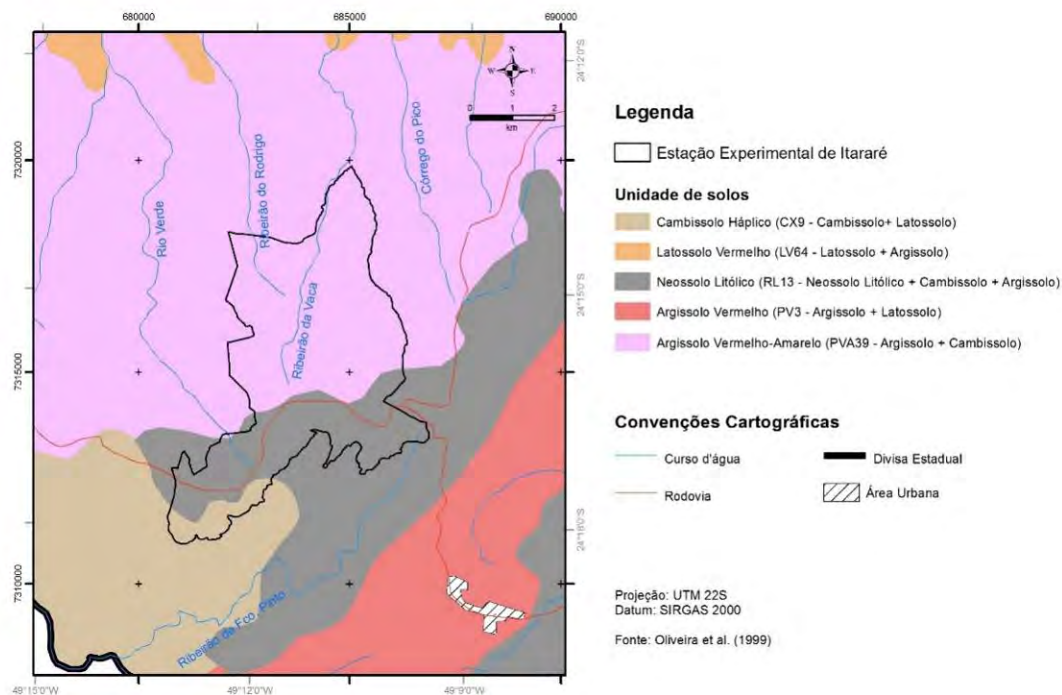 680000
685000
690000
24°12'0"S
N
W E
S
0 1 2
km
7320000
Rio Verde
Ribeirão do Rodrigo
Córrego do Pico
Ribeirão da Vaca
24°15'0"S
7315000
24°18'0"S
7310000
Ribeirão de Fco. Pinto
49°15'0"W
49°12'0"W
49°9'0"W
Legenda
Estação Experimental de Itararé
Unidade de solos
Cambissolo Háplico (CX9 - Cambissolo+ Latossolo)
Latossolo Vermelho (LV64 - Latossolo + Argissolo)
Neossolo Litólico (RL13 - Neossolo Litólico + Cambissolo + Argissolo)
Argissolo Vermelho (PV3 - Argissolo + Latossolo)
Argissolo Vermelho-Amarelo (PVA39 - Argissolo + Cambissolo)
Convenções Cartográficas
Curso d'água
Divisa Estadual
Rodovia
Área Urbana
Projeção: UTM 22S
Datum: SIRGAS 2000
Fonte: Oliveira et al. (1999)